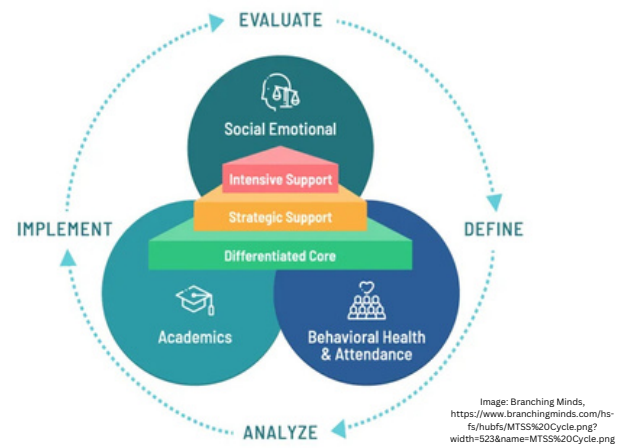 EVALUATE
Social Emotional
Intensive Support
Strategic Support
IMPLEMENT
DEFINE
Differentiated Core
Academics
Behavioral Health
& Attendance
ANALYZE
Image: Branching Minds,
https://www.branchingminds.com/hs-
fs/hubfs/MTSS%20Cycle.png?
width=523&name=MTSS%20Cycle.png